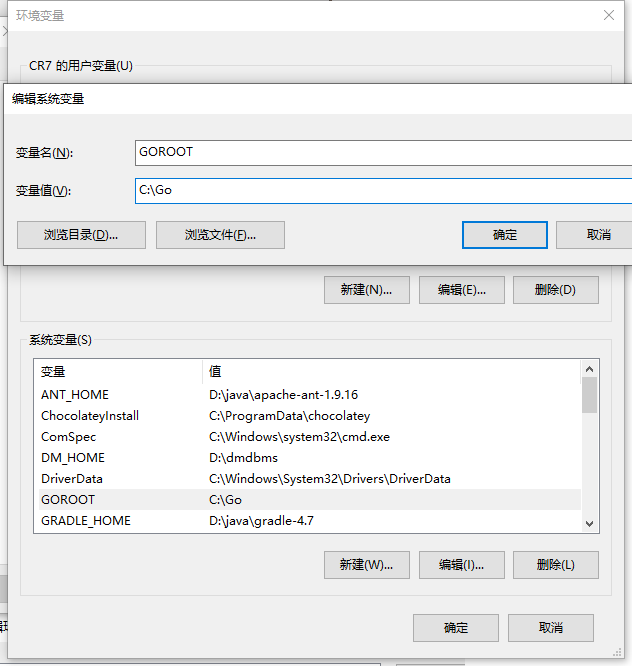 环境变量
CR7 的用户变量(U)
编辑系统变量
变量名(N):
GOROOT
变量值(V):
C:\Go
浏览目录(D)...
浏览文件(F)...
确定
取消
新建(N)...
编辑(E)...
删除(D)
系统变量(S)
变量 值
ANT_HOME D:\java\apache-ant-1.9.16
ChocolateyInstall C:\ProgramData\chocolatey
ComSpec C:\Windows\system32\cmd.exe
DM_HOME D:\dmdbms
DriverData C:\Windows\System32\Drivers\DriverData
GOROOT C:\Go
GRADLE_HOME D:\java\gradle-4.7
新建(W)...
编辑(I)...
删除(L)
确定
取消